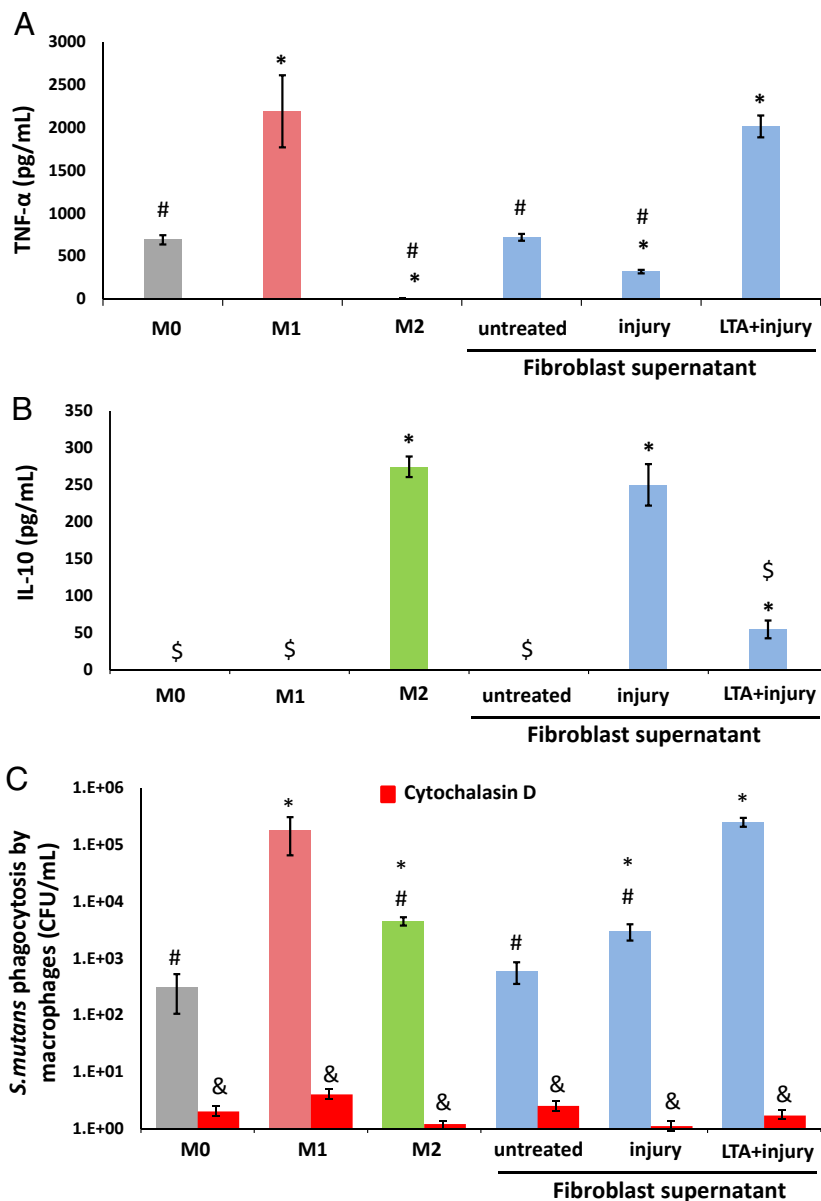 A
TNF-α (pg/mL)
3000
2500
2000
1500
1000
500
0
#
*
#
*
#
#
*
*
M0 M1 M2 untreated injury LTA+injury
Fibroblast supernatant
B
IL-10 (pg/mL)
350
300
250
200
150
100
50
0
$
$
*
$
*
$
*
M0 M1 M2 untreated injury LTA+injury
Fibroblast supernatant
C
S.mutans phagocytosis by
macrophages (CFU/mL)
1.E+06
1.E+05
1.E+04
1.E+03
1.E+02
1.E+01
1.E+00
Cytochalasin D
#
&
*
&
*
#
&
#
&
*
#
&
*
&
M0 M1 M2 untreated injury LTA+injury
Fibroblast supernatant